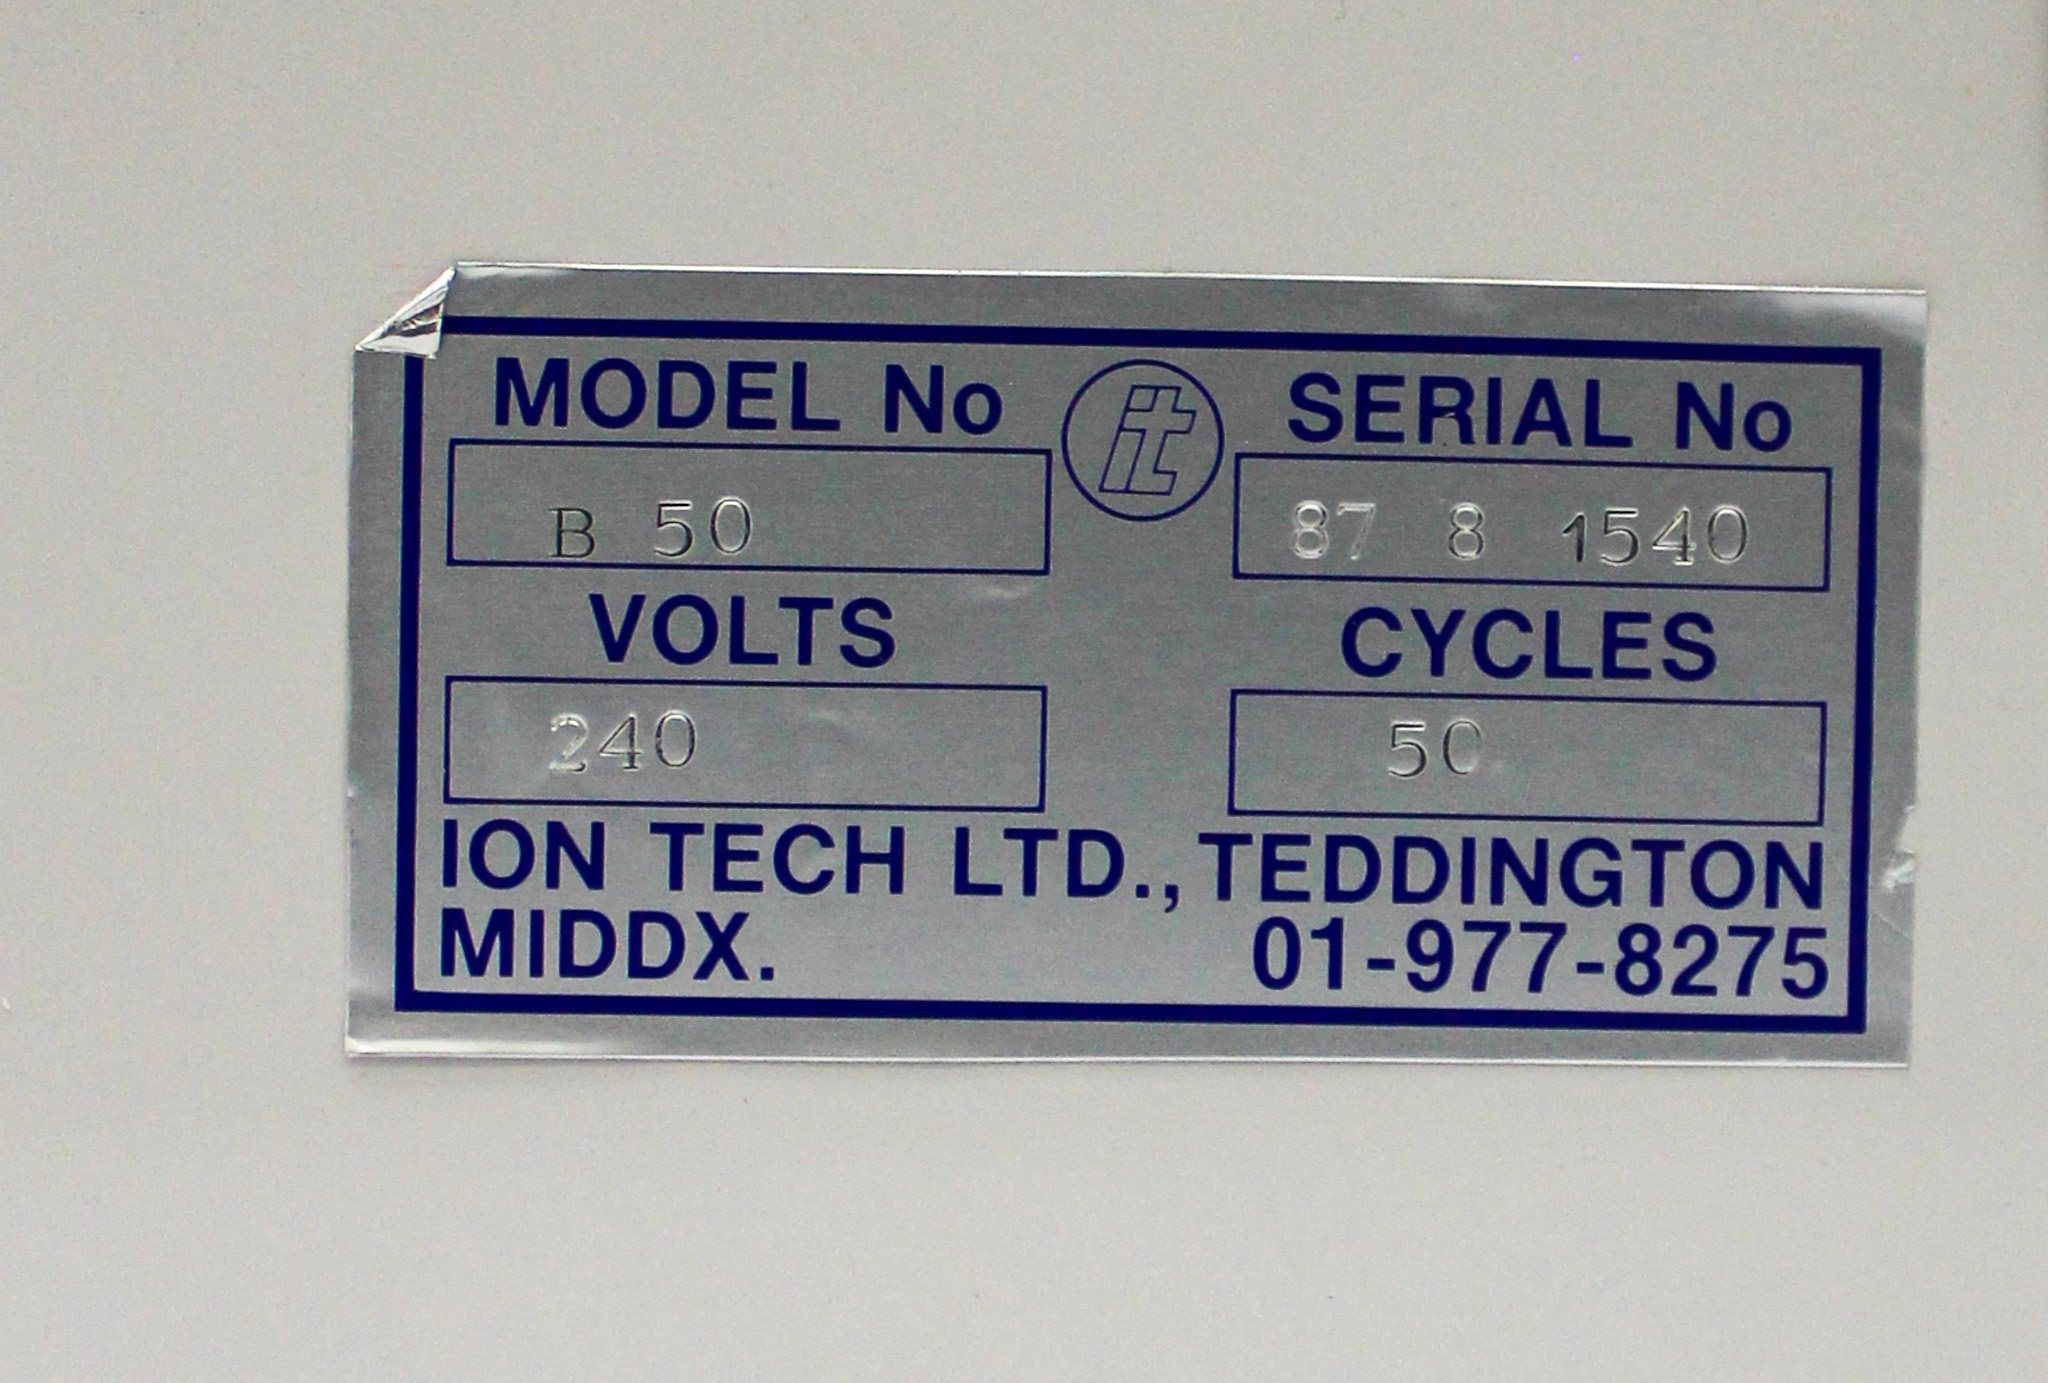 MODEL No it SERIAL No
B 50 87 8 1540
VOLTS CYCLES
240 50
ION TECH LTD., TEDDINGTON
MIDDX. 01-977-8275